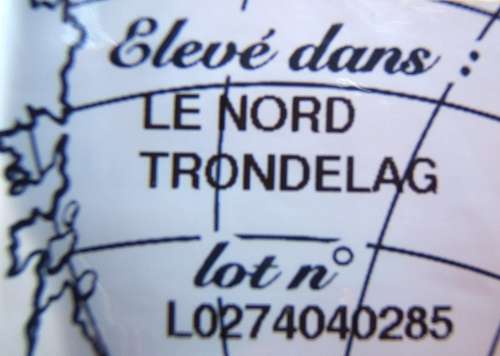 Elevé dans :
LE NORD
TRONDELAG
lot n°
L0274040285